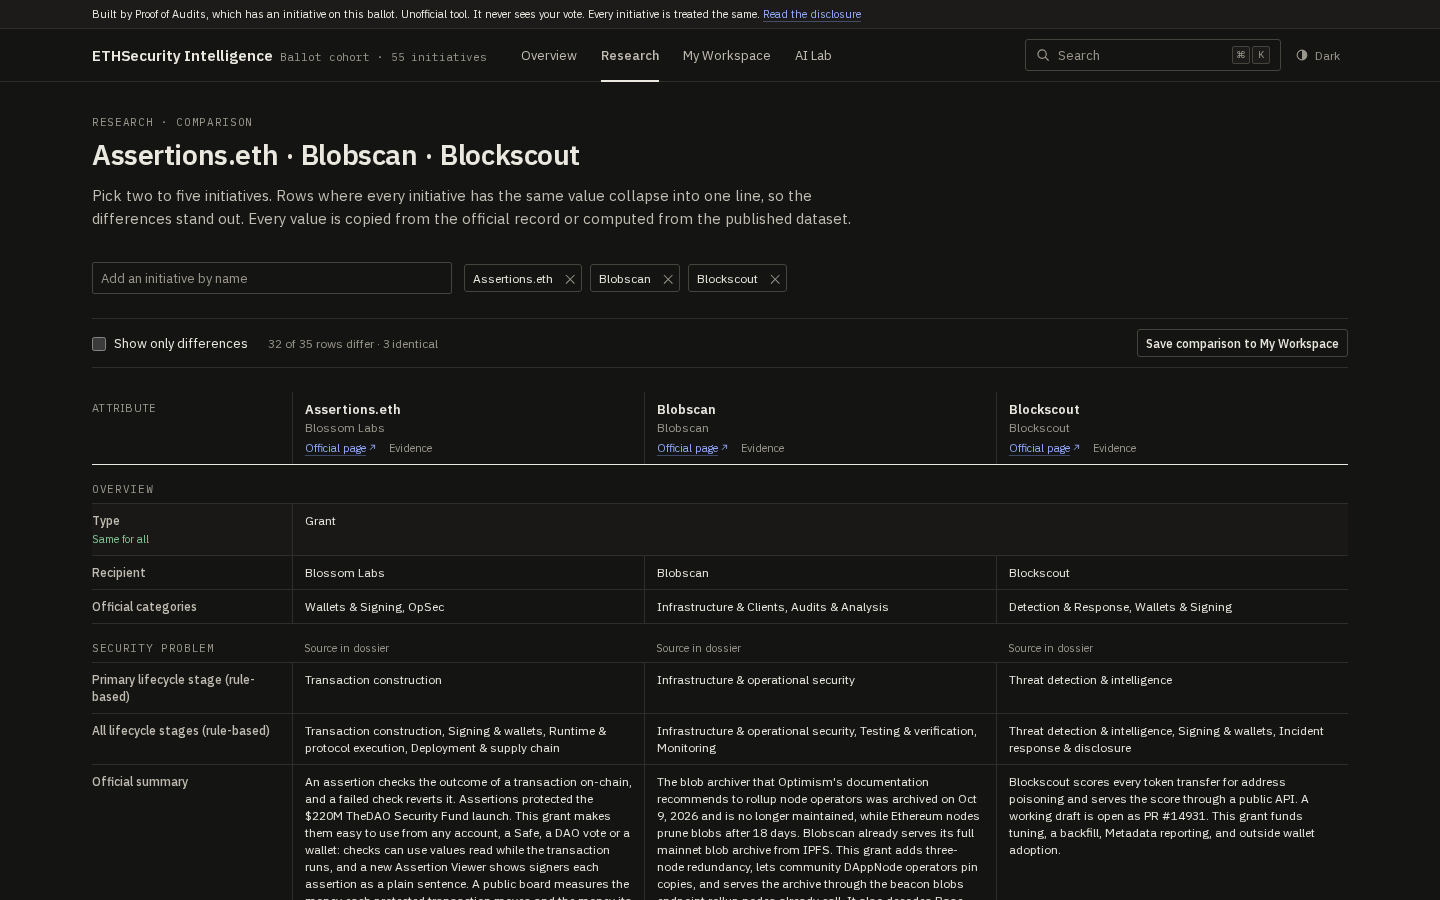 Built by Proof of Audits, which has an initiative on this ballot. Unofficial tool. It never sees your vote. Every initiative is treated the same. Read the disclosure
ETHSecurity Intelligence Ballot cohort · 55 initiatives Overview Research My Workspace AI Lab Search ⌘ K Dark
RESEARCH · COMPARISON
Assertions.eth · Blobscan · Blockscout
Pick two to five initiatives. Rows where every initiative has the same value collapse into one line, so the
differences stand out. Every value is copied from the official record or computed from the published dataset.
Add an initiative by name Assertions.eth Blobscan Blockscout
Show only differences 32 of 35 rows differ · 3 identical Save comparison to My Workspace
ATTRIBUTE Assertions.eth Blobscan Blockscout
Blossom Labs Blobscan Blockscout
Official page ↗ Evidence Official page ↗ Evidence Official page ↗ Evidence
OVERVIEW
Type Grant
Same for all
Recipient Blossom Labs Blobscan Blockscout
Official categories Wallets & Signing, OpSec Infrastructure & Clients, Audits & Analysis Detection & Response, Wallets & Signing
SECURITY PROBLEM Source in dossier Source in dossier Source in dossier
Primary lifecycle stage (rule-
based)
Transaction construction
Infrastructure & operational security
Threat detection & intelligence
All lifecycle stages (rule-based)
Transaction construction, Signing & wallets, Runtime &
protocol execution, Deployment & supply chain
Infrastructure & operational security, Testing & verification,
Monitoring
Threat detection & intelligence, Signing & wallets, Incident
response & disclosure
Official summary
An assertion checks the outcome of a transaction on-chain,
and a failed check reverts it. Assertions protected the
$220M TheDAO Security Fund launch. This grant makes
them easy to use from any account, a Safe, a DAO vote or a
wallet: checks can use values read while the transaction
runs, and a new Assertion Viewer shows signers each
assertion as a plain sentence. A public board measures the
money each protected transaction moves and the money its
The blob archiver that Optimism's documentation
recommends to rollup node operators was archived on Oct
9, 2026 and is no longer maintained, while Ethereum nodes
prune blobs after 18 days. Blobscan already serves its full
mainnet blob archive from IPFS. This grant adds three-
node redundancy, lets community DAppNode operators pin
copies, and serves the archive through the beacon blobs
endpoint rollup nodes already call. It also decodes Base
Blockscout scores every token transfer for address
poisoning and serves the score through a public API. A
working draft is open as PR #14931. This grant funds
tuning, a backfill, Metadata reporting, and outside wallet
adoption.